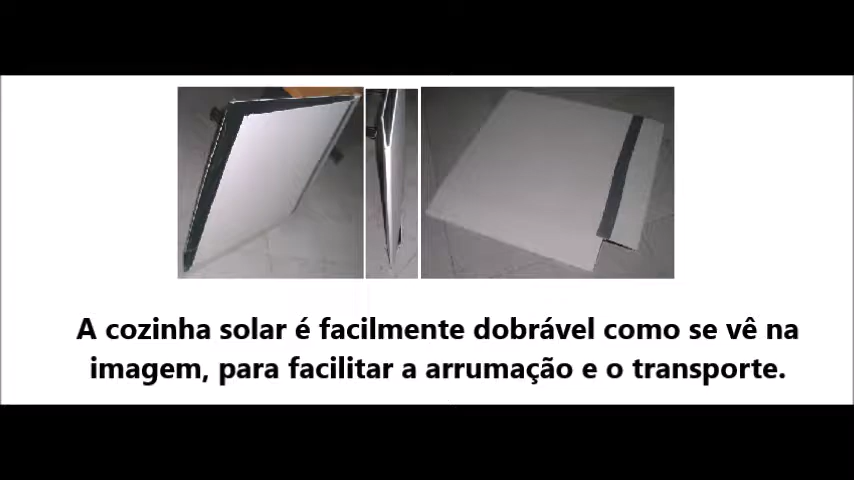 A cozinha solar é facilmente dobrável como se vê na
imagem, para facilitar a arrumação e o transporte.